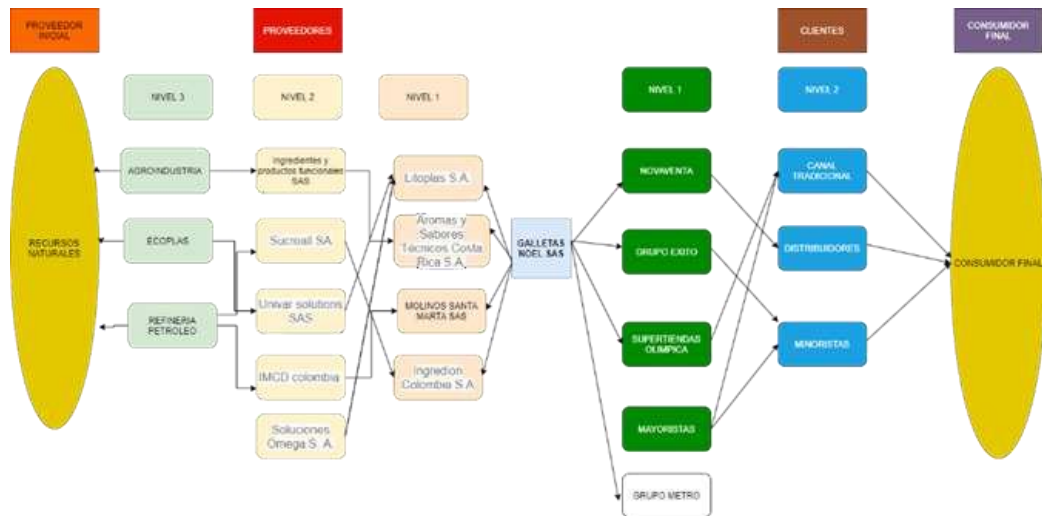 PROVEEDOR
INICIAL
PROVEEDORES
CLIENTES
CONSUMIDOR
FINAL
NIVEL 3
NIVEL 2
NIVEL 1
NIVEL 1
NIVEL 2
RECURSOS
NATURALES
AGROINDUSTRIA
ECOPLAS
REFINERIA
PETROLEO
Ingredientes y
productos funcionales
SAS
Sucroall SA.
Univar solutions
SAS
IMCD colombia
Soluciones
Omega S. A.
Litoplas S.A.
Aromas y
Sabores
Técnicos Costa
Rica S.A.
MOLINOS SANTA
MARTA SAS
Ingredion
Colombia S.A.
GALLETAS
NOEL SAS
NOVAVENTA
GRUPO EXITO
SUPERTIENDAS
OLIMPICA
MAYORISTAS
GRUPO METRO
CANAL
TRADICIONAL
DISTRIBUIDORES
MINORISTAS
CONSUMIDOR FINAL